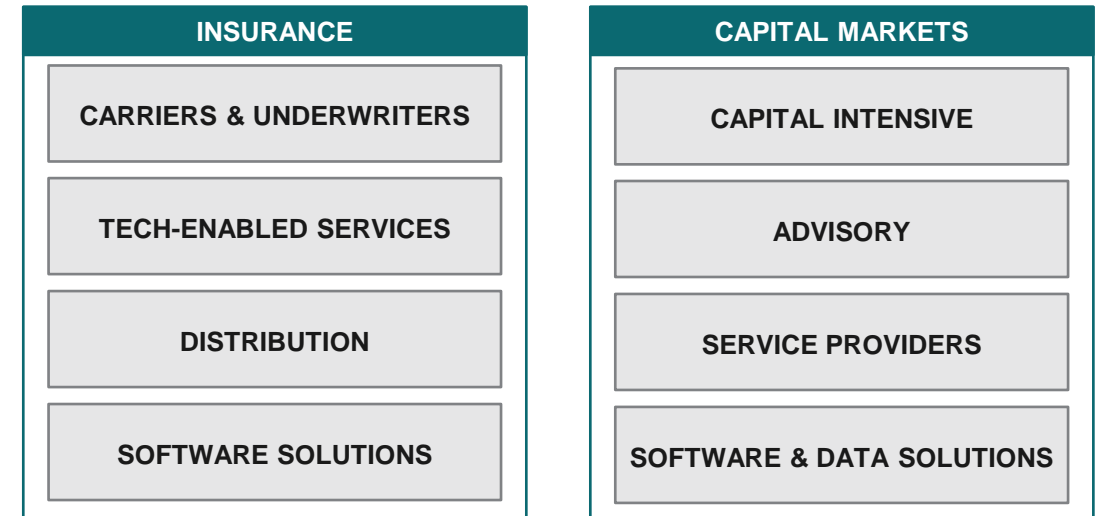 INSURANCE
CARRIERS & UNDERWRITERS
TECH-ENABLED SERVICES
DISTRIBUTION
SOFTWARE SOLUTIONS
CAPITAL MARKETS
CAPITAL INTENSIVE
ADVISORY
SERVICE PROVIDERS
SOFTWARE & DATA SOLUTIONS